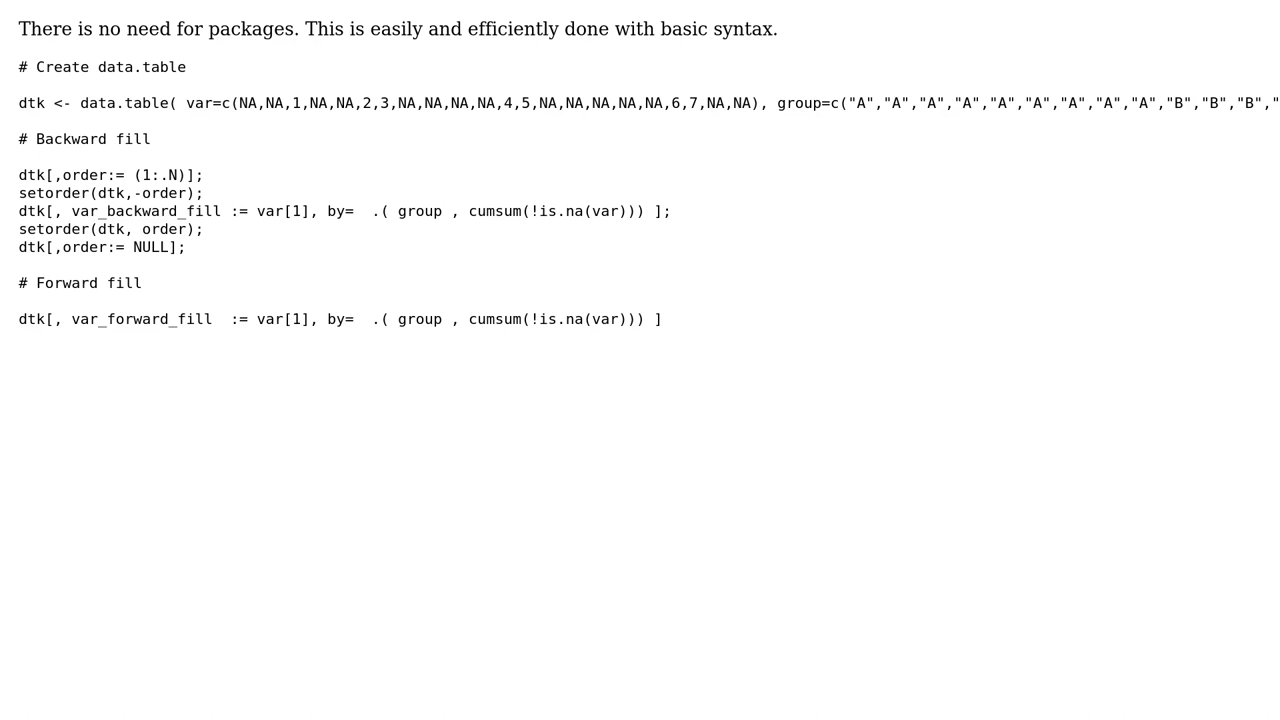 There is no need for packages. This is easily and efficiently done with basic syntax.
# Create data.table
dtk <- data.table( var=c(NA,NA,1,NA,NA,2,3,NA,NA,NA,NA,4,5,NA,NA,NA,NA,NA,6,7,NA,NA), group=c("A","A","A","A","A","A","A","A","A","B","B","B","
# Backward fill
dtk[,order:= (1:.N)];
setorder(dtk,-order);
dtk[, var_backward_fill := var[1], by=  .( group , cumsum(!is.na(var))) ];
setorder(dtk, order);
dtk[,order:= NULL];
# Forward fill
dtk[, var_forward_fill  := var[1], by=  .( group , cumsum(!is.na(var))) ]